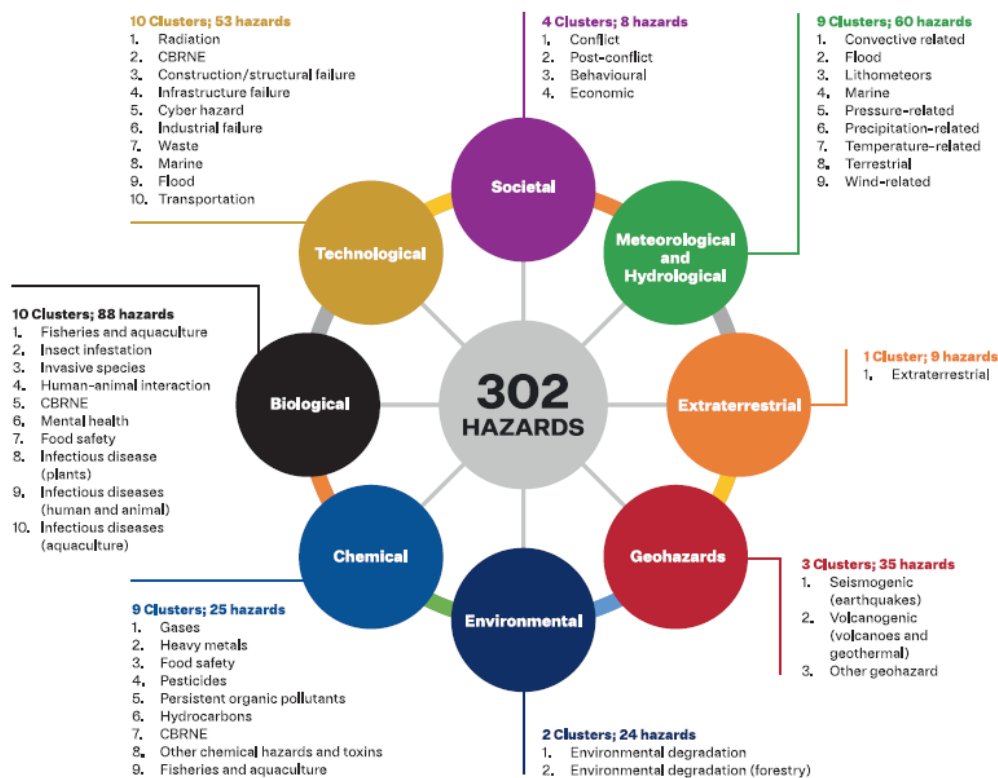 10 Clusters; 53 hazards
1. Radiation
2. CBRNE
3. Construction/structural failure
4. Infrastructure failure
5. Cyber hazard
6. Industrial failure
7. Waste
8. Marine
9. Flood
10. Transportation
4 Clusters; 8 hazards
1. Conflict
2. Post-conflict
3. Behavioural
4. Economic
9 Clusters; 60 hazards
1. Convective related
2. Flood
3. Lithometeors
4. Marine
5. Pressure-related
6. Precipitation-related
7. Temperature-related
8. Terrestrial
9. Wind-related
Societal
Technological
Meteorological
and
Hydrological
10 Clusters; 88 hazards
1. Fisheries and aquaculture
2. Insect infestation
3. Invasive species
4. Human-animal interaction
5. CBRNE
6. Mental health
7. Food safety
8. Infectious disease
(plants)
9. Infectious diseases
(human and animal)
10. Infectious diseases
(aquaculture)
Biological
302
HAZARDS
Extraterrestrial
1 Cluster; 9 hazards
1. Extraterrestrial
Chemical
Geohazards
Environmental
3 Clusters; 35 hazards
1. Seismogenic
(earthquakes)
2. Volcanogenic
(volcanoes and
geothermal)
3. Other geohazard
9 Clusters; 25 hazards
1. Gases
2. Heavy metals
3. Food safety
4. Pesticides
5. Persistent organic pollutants
6. Hydrocarbons
7. CBRNE
8. Other chemical hazards and toxins
9. Fisheries and aquaculture
2 Clusters; 24 hazards
1. Environmental degradation
2. Environmental degradation (forestry)